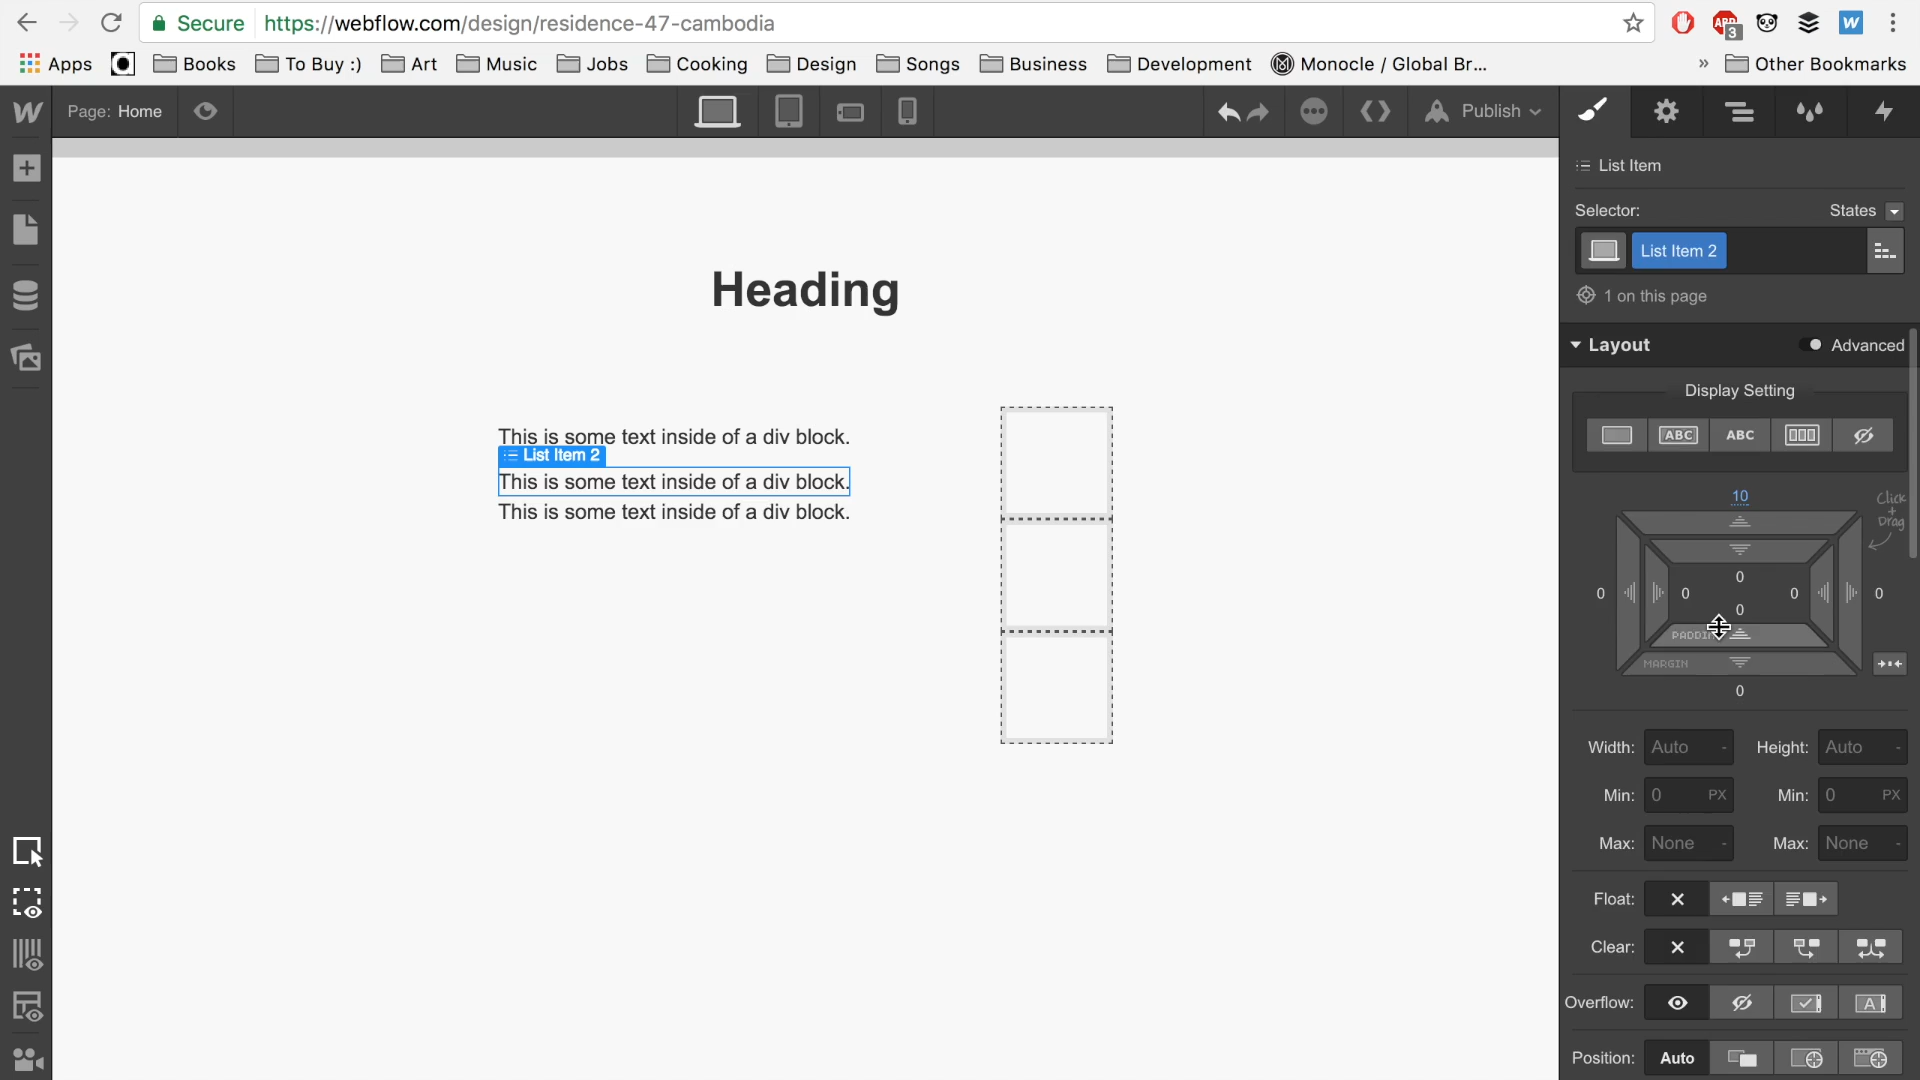 Secure https://webflow.com/design/residence-47-cambodia
ABP 3 W
Apps Books To Buy :) Art Music Jobs Cooking Design Songs Business Development Monocle / Global Br... » Other Bookmarks
W Page: Home Publish
List Item
Selector: States
List Item 2
1 on this page
Heading
Layout Advanced
Display Setting
ABC ABC
This is some text inside of a div block.
List Item 2
This is some text inside of a div block.
This is some text inside of a div block.
10
Click
+
Drag
0
0 0 0 0
0
PADDIN
MARGIN
0
Width: Auto - Height: Auto -
Min: 0 PX Min: 0 PX
Max: None - Max: None -
Float:
Clear:
Overflow: A
Position: Auto